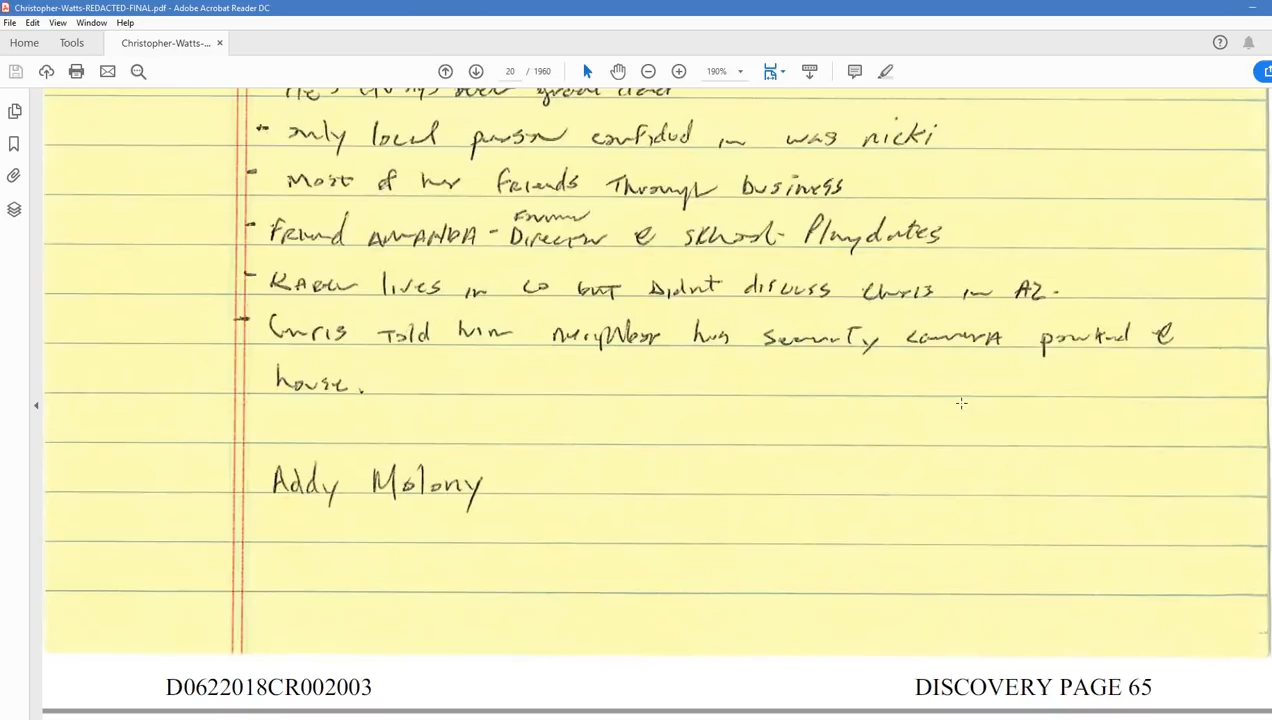 Christopher-Watts-REDACTED-FINAL.pdf - Adobe Acrobat Reader DC
File Edit View Window Help
Home Tools Christopher-Watts-... ×
20 / 1960 190%
- only local person confided in was nicki
- Most of her friends Through business
Former
- Friend AMANDA - Director @ school - Playdates
- KAREN lives in CO but Didnt discuss Chris in AZ.
- Chris Told him neighbor has security camera pointed @
house.
Addy Molony
D0622018CR002003
DISCOVERY PAGE 65